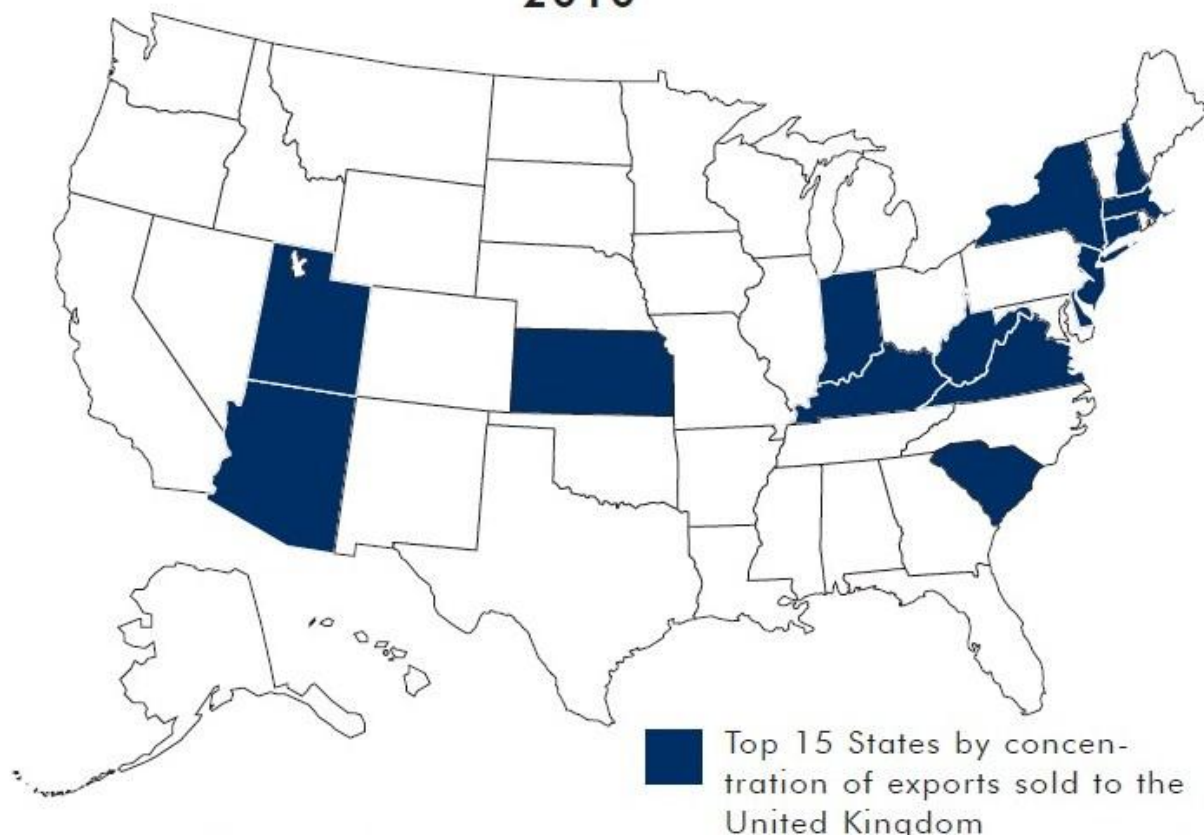 Top 15 States by concen-
tration of exports sold to the
United Kingdom